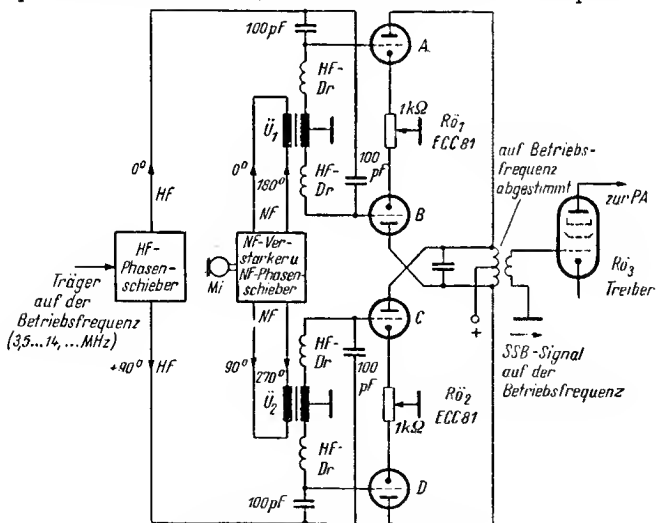 100pF
A
HF-
Dr
1kΩ
Rö₁
ECC81
Ü₁
auf Betriebs-
frequenz
abgestimmt
0°
HF
0°
180°
NF
HF-
Dr
100
pF
B
zur PA
HF-
Phasen-
schieber
Mi
NF-Ver-
stärker u
NF-Phasen-
schieber
Träger
auf der
Betriebsfrequenz
(3,5...14, ... MHz)
Rö₃
Treiber
+
C
NF
+90°
HF
90°
270°
HF-
Dr
100
pF
SSB-Signal
auf der
Betriebsfrequenz
Ü₂
Rö₂
ECC81
1kΩ
HF-
Dr
D
100pF